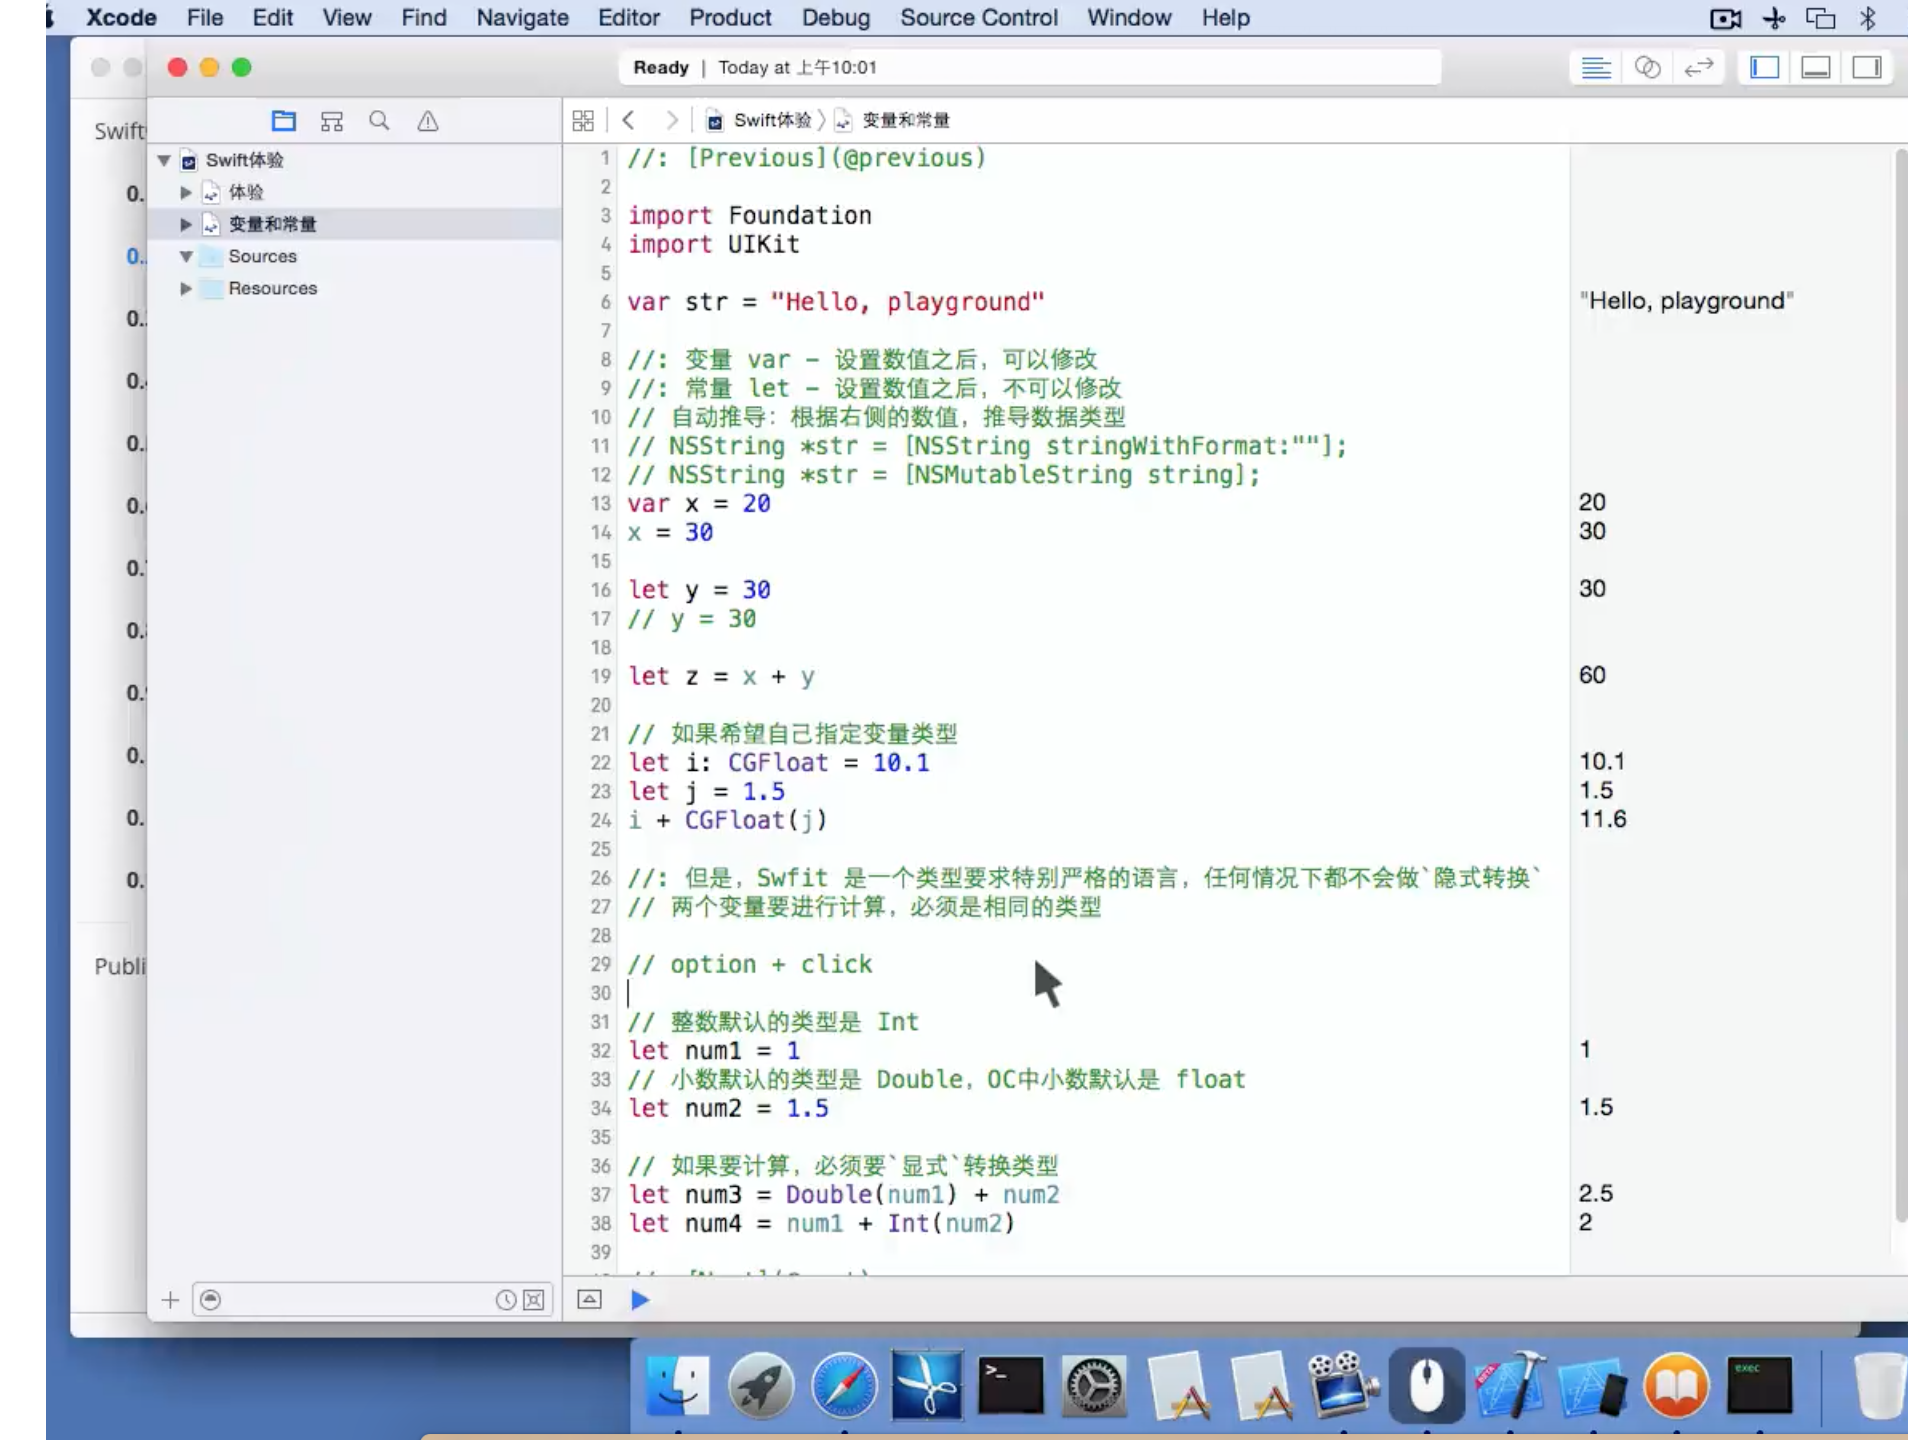 Xcode File Edit View Find Navigate Editor Product Debug Source Control Window Help
Ready | Today at 上午10:01
Swift体验 〉 变量和常量
Swift
0.
0.
0.
0.
0.
0.
0.
0.
0.
0.
0.
0.
Publi
Swift体验
体验
变量和常量
Sources
Resources
1 //: [Previous](@previous)
2
3 import Foundation
4 import UIKit
5
6 var str = "Hello, playground"
"Hello, playground"
7
8 //: 变量 var – 设置数值之后，可以修改
9 //: 常量 let – 设置数值之后，不可以修改
10 // 自动推导：根据右侧的数值，推导数据类型
11 // NSString *str = [NSString stringWithFormat:""];
12 // NSString *str = [NSMutableString string];
13 var x = 20
20
14 x = 30
30
15
16 let y = 30
30
17 // y = 30
18
19 let z = x + y
60
20
21 // 如果希望自己指定变量类型
22 let i: CGFloat = 10.1
10.1
23 let j = 1.5
1.5
24 i + CGFloat(j)
11.6
25
26 //: 但是，Swfit 是一个类型要求特别严格的语言，任何情况下都不会做`隐式转换`
27 // 两个变量要进行计算，必须是相同的类型
28
29 // option + click
30
31 // 整数默认的类型是 Int
32 let num1 = 1
1
33 // 小数默认的类型是 Double，OC中小数默认是 float
34 let num2 = 1.5
1.5
35
36 // 如果要计算，必须要`显式`转换类型
37 let num3 = Double(num1) + num2
2.5
38 let num4 = num1 + Int(num2)
2
39
exec